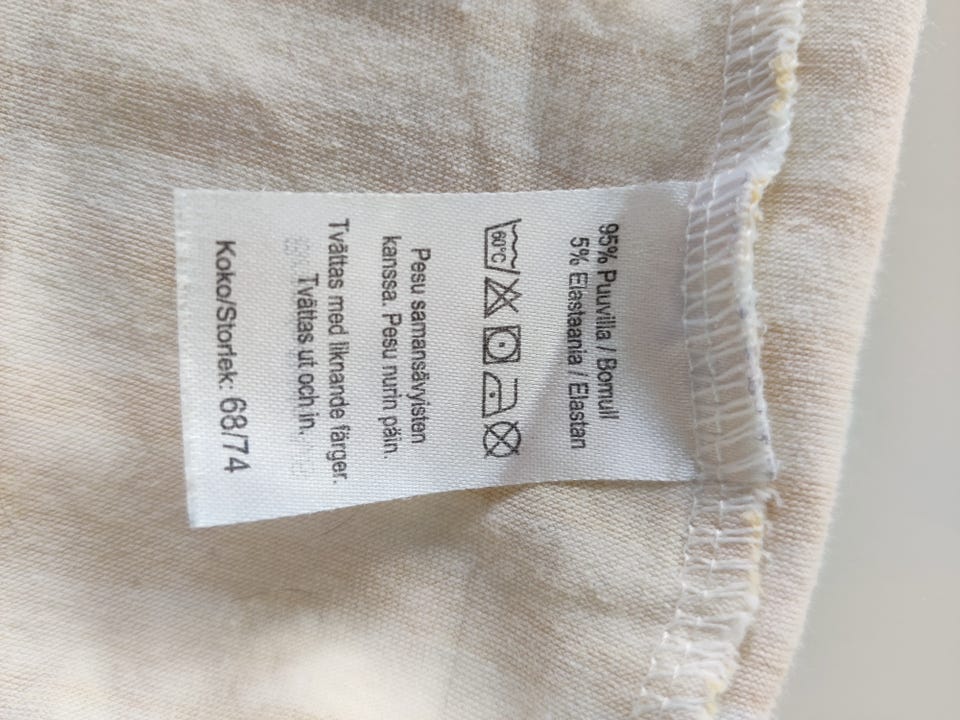 95% Puuvilla / Bomull
5% Elastaania / Elastan
60°C
Pesu samansävyisten
kanssa. Pesu nurin päin.
Tvättas med liknande färger.
Tvättas ut och in.
Koko/Storlek: 68/74